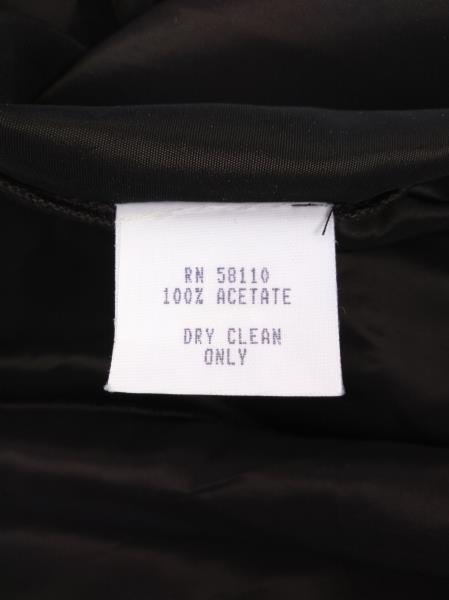 RN 58110
100% ACETATE
DRY CLEAN
ONLY